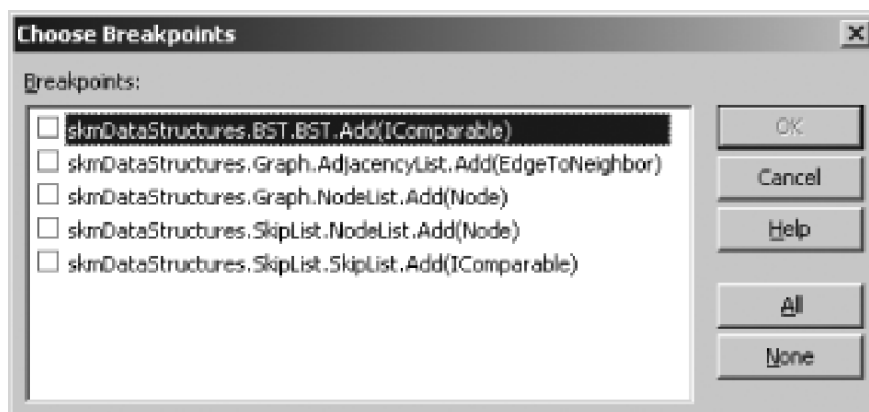 Choose Breakpoints
Breakpoints:
skmDataStructures.BST.BST.Add(IComparable)
skmDataStructures.Graph.AdjacencyList.Add(EdgeToNeighbor)
skmDataStructures.Graph.NodeList.Add(Node)
skmDataStructures.SkipList.NodeList.Add(Node)
skmDataStructures.SkipList.SkipList.Add(IComparable)
OK
Cancel
Help
All
None